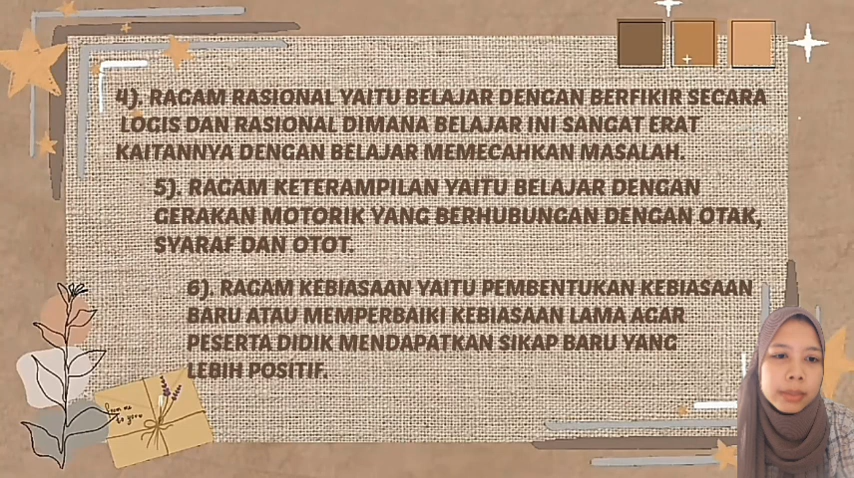 4). RAGAM RASIONAL YAITU BELAJAR DENGAN BERFIKIR SECARA
LOGIS DAN RASIONAL DIMANA BELAJAR INI SANGAT ERAT
KAITANNYA DENGAN BELAJAR MEMECAHKAN MASALAH.
5). RAGAM KETERAMPILAN YAITU BELAJAR DENGAN
GERAKAN MOTORIK YANG BERHUBUNGAN DENGAN OTAK,
SYARAF DAN OTOT.
6). RAGAM KEBIASAAN YAITU PEMBENTUKAN KEBIASAAN
BARU ATAU MEMPERBAIKI KEBIASAAN LAMA AGAR
PESERTA DIDIK MENDAPATKAN SIKAP BARU YANG
LEBIH POSITIF.